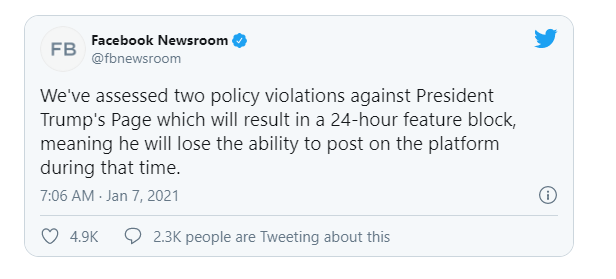 FB
Facebook Newsroom
@fbnewsroom
We've assessed two policy violations against President
Trump's Page which will result in a 24-hour feature block,
meaning he will lose the ability to post on the platform
during that time.
7:06 AM · Jan 7, 2021
4.9K 2.3K people are Tweeting about this